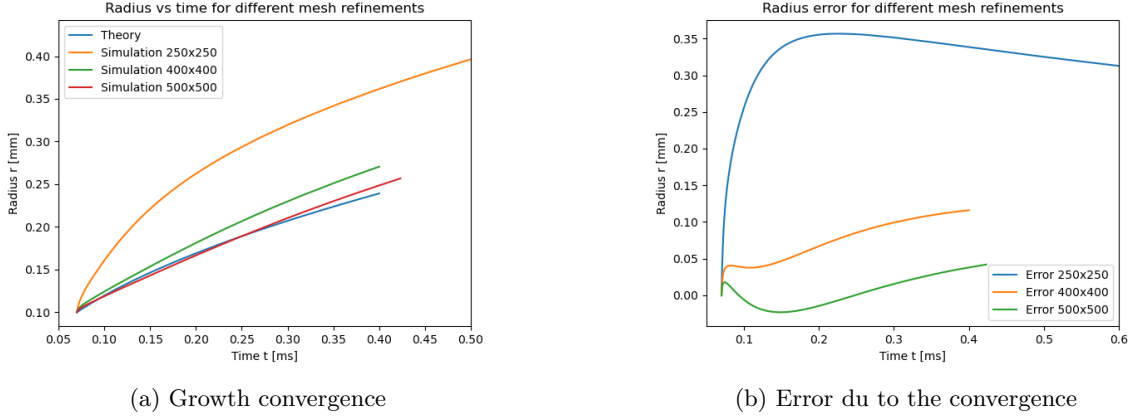 Radius vs time for different mesh refinements
Theory
Simulation 250x250
Simulation 400x400
Simulation 500x500
0.40
0.35
0.30
0.25
0.20
0.15
0.10
Radius r [mm]
0.05 0.10 0.15 0.20 0.25 0.30 0.35 0.40 0.45 0.50
Time t [ms]
(a) Growth convergence
Radius error for different mesh refinements
0.35
0.30
0.25
0.20
0.15
0.10
0.05
0.00
Radius r [mm]
Error 250x250
Error 400x400
Error 500x500
0.1 0.2 0.3 0.4 0.5 0.6
Time t [ms]
(b) Error du to the convergence